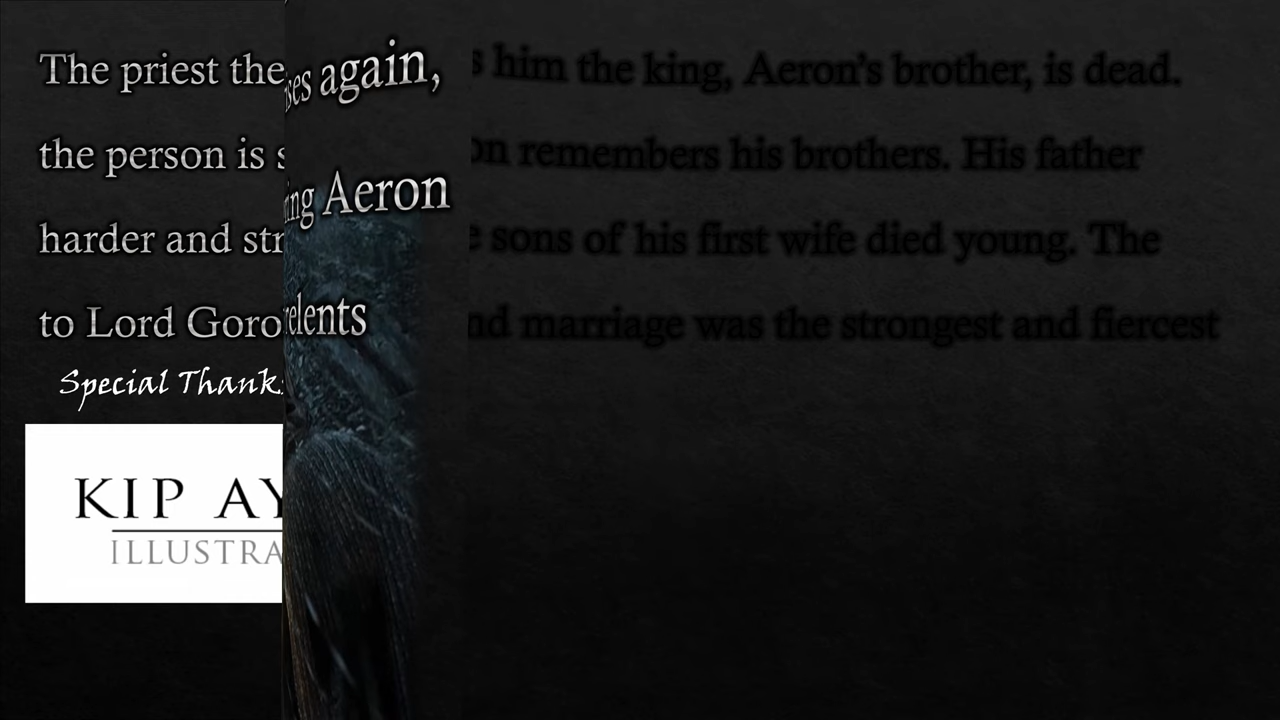 The priest the
the person is s
harder and str
to Lord Goro
Special Thank
KIP AY
ILLUSTRA
ses again,
ing Aeron
relents
s him the king, Aeron's brother, is dead.
on remembers his brothers. His father
e sons of his first wife died young. The
nd marriage was the strongest and fiercest